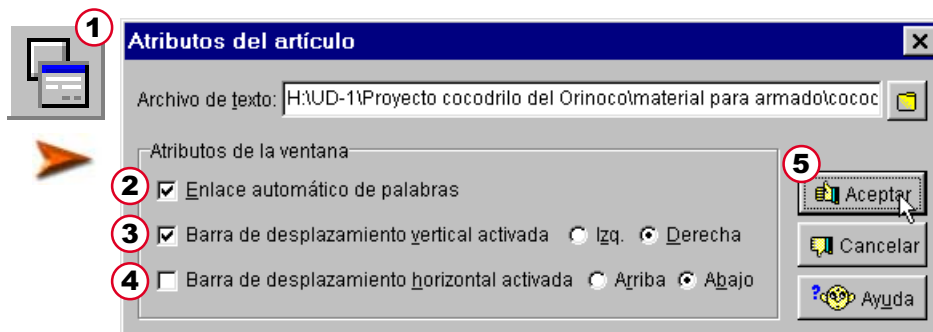 1
Atributos del artículo
Archivo de texto: H:\UD-1\Proyecto cocodrilo del Orinoco\material para armado\cococ
Atributos de la ventana
2 Enlace automático de palabras
5 Aceptar
3 Barra de desplazamiento vertical activada Izq. Derecha
Cancelar
4 Barra de desplazamiento horizontal activada Arriba Abajo
? Ayuda